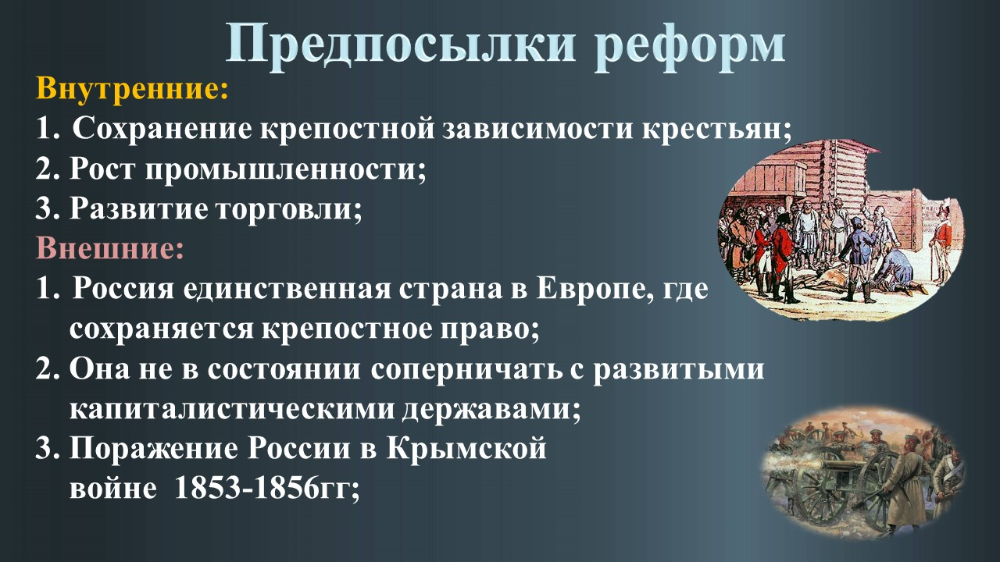 Предпосылки реформ
Внутренние:
1. Сохранение крепостной зависимости крестьян;
2. Рост промышленности;
3. Развитие торговли;
Внешние:
1. Россия единственная страна в Европе, где
сохраняется крепостное право;
2. Она не в состоянии соперничать с развитыми
капиталистическими державами;
3. Поражение России в Крымской
войне 1853-1856гг;